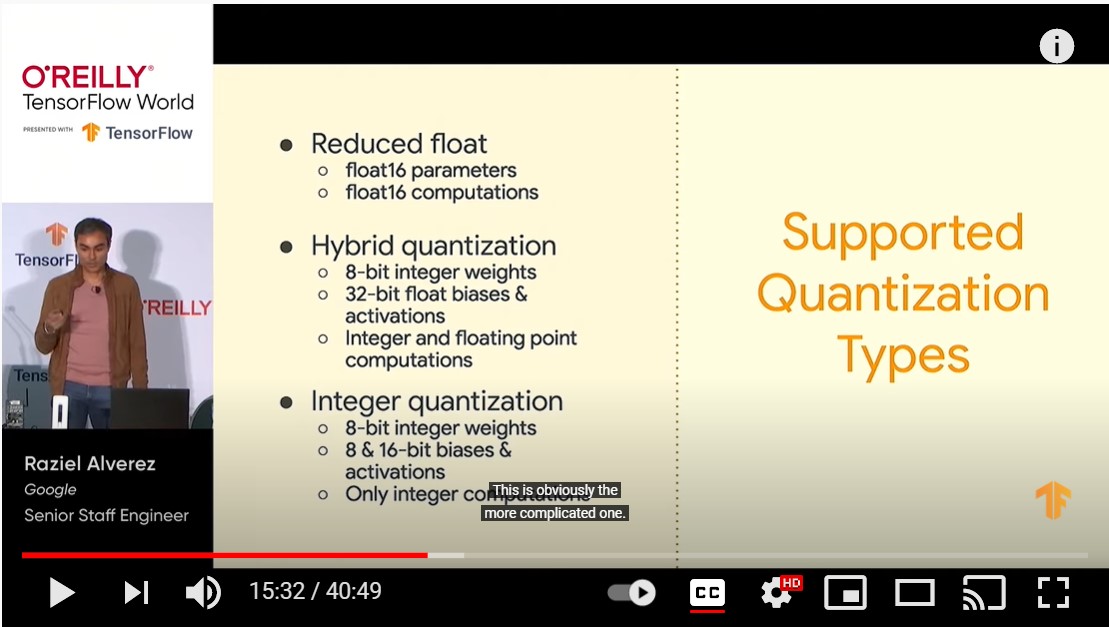 O'REILLY®
TensorFlow World
PRESENTED WITH TensorFlow
TensorFl
'REILLY
Tens
Raziel Alverez
Google
Senior Staff Engineer
● Reduced float
○ float16 parameters
○ float16 computations
● Hybrid quantization
○ 8-bit integer weights
○ 32-bit float biases &
activations
○ Integer and floating point
computations
● Integer quantization
○ 8-bit integer weights
○ 8 & 16-bit biases &
activations
○ Only integer computations
Supported
Quantization
Types
This is obviously the
more complicated one.
15:32 / 40:49
CC
HD